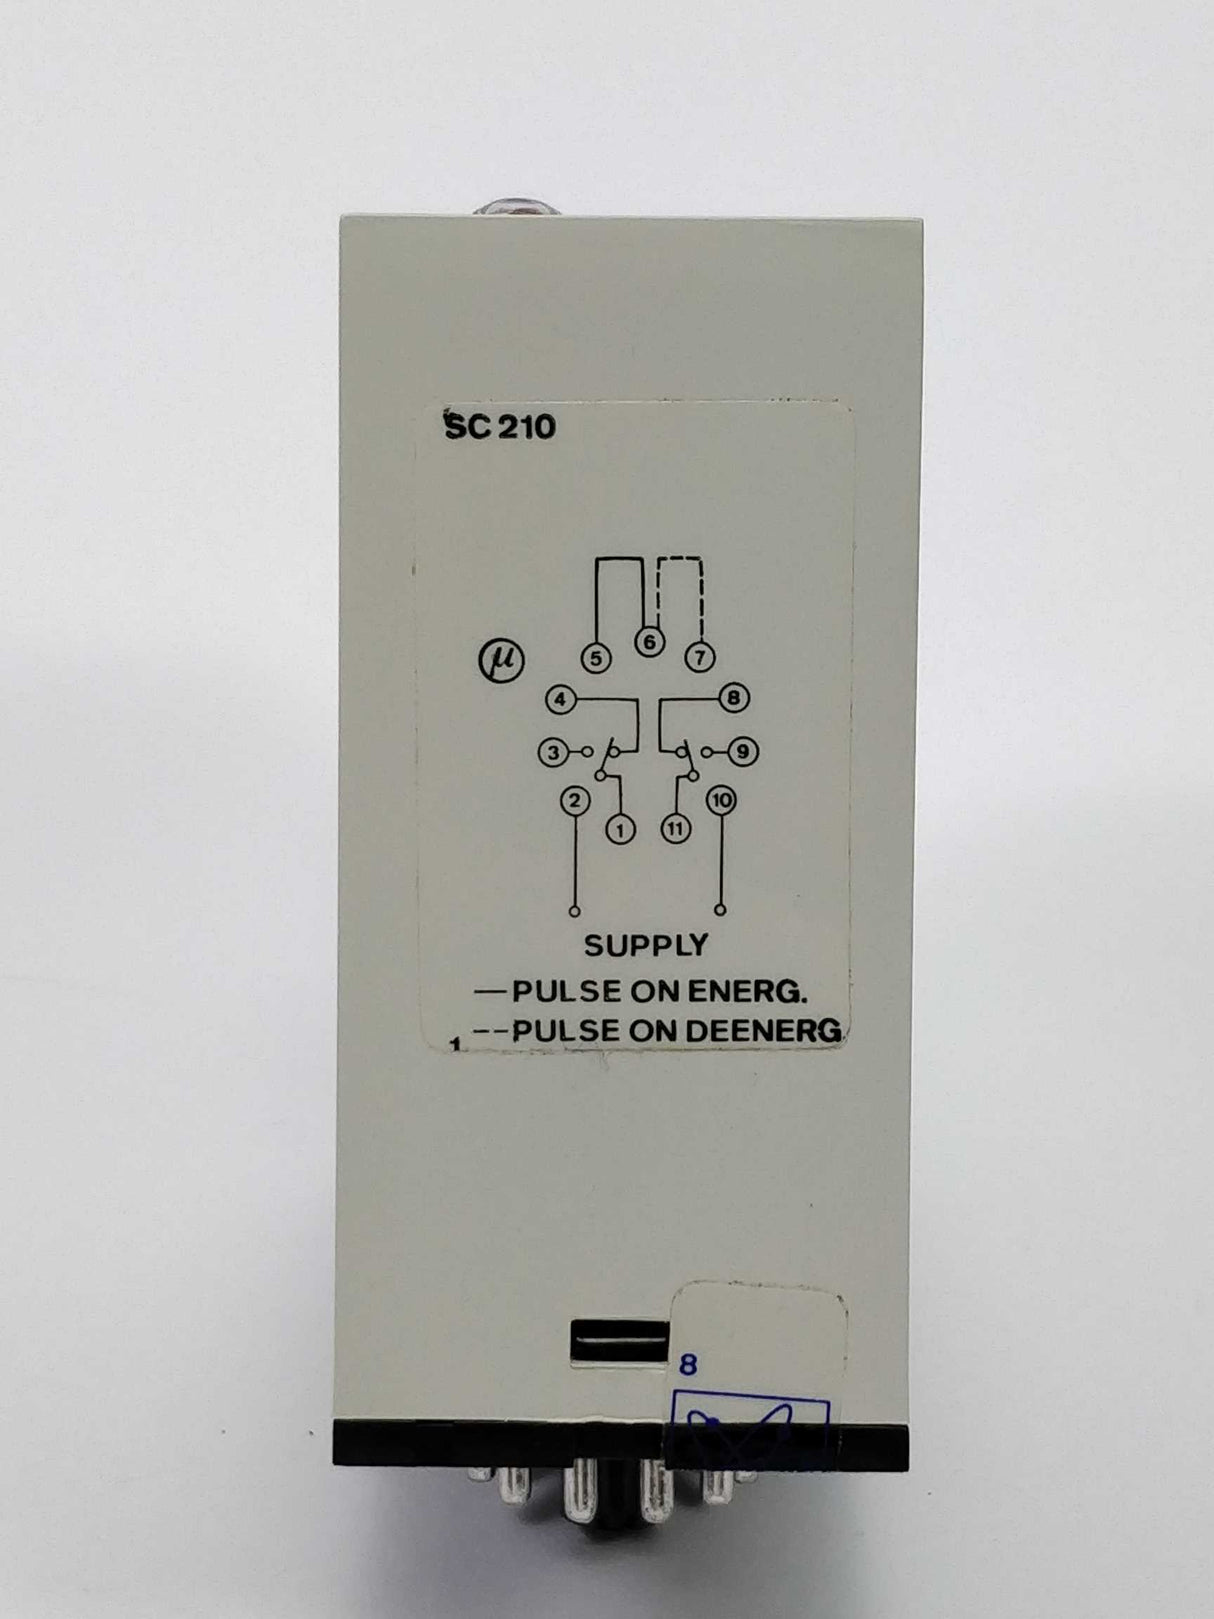 SC 210
6
5 7
μ
4 8
3 9
2 10
1 11
SUPPLY
— PULSE ON ENERG.
-- PULSE ON DEENERG
1
8